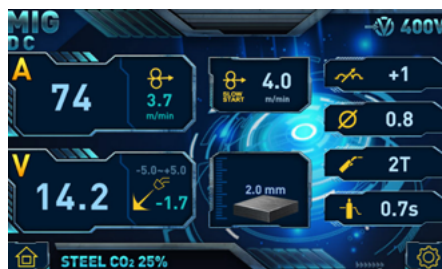 MIG
DC
400V
A
74
3.7
m/min
SLOW
START
4.0
m/min
+1
0.8
V
14.2
-5.0~+5.0
-1.7
2.0 mm
2T
0.7s
STEEL CO₂ 25%